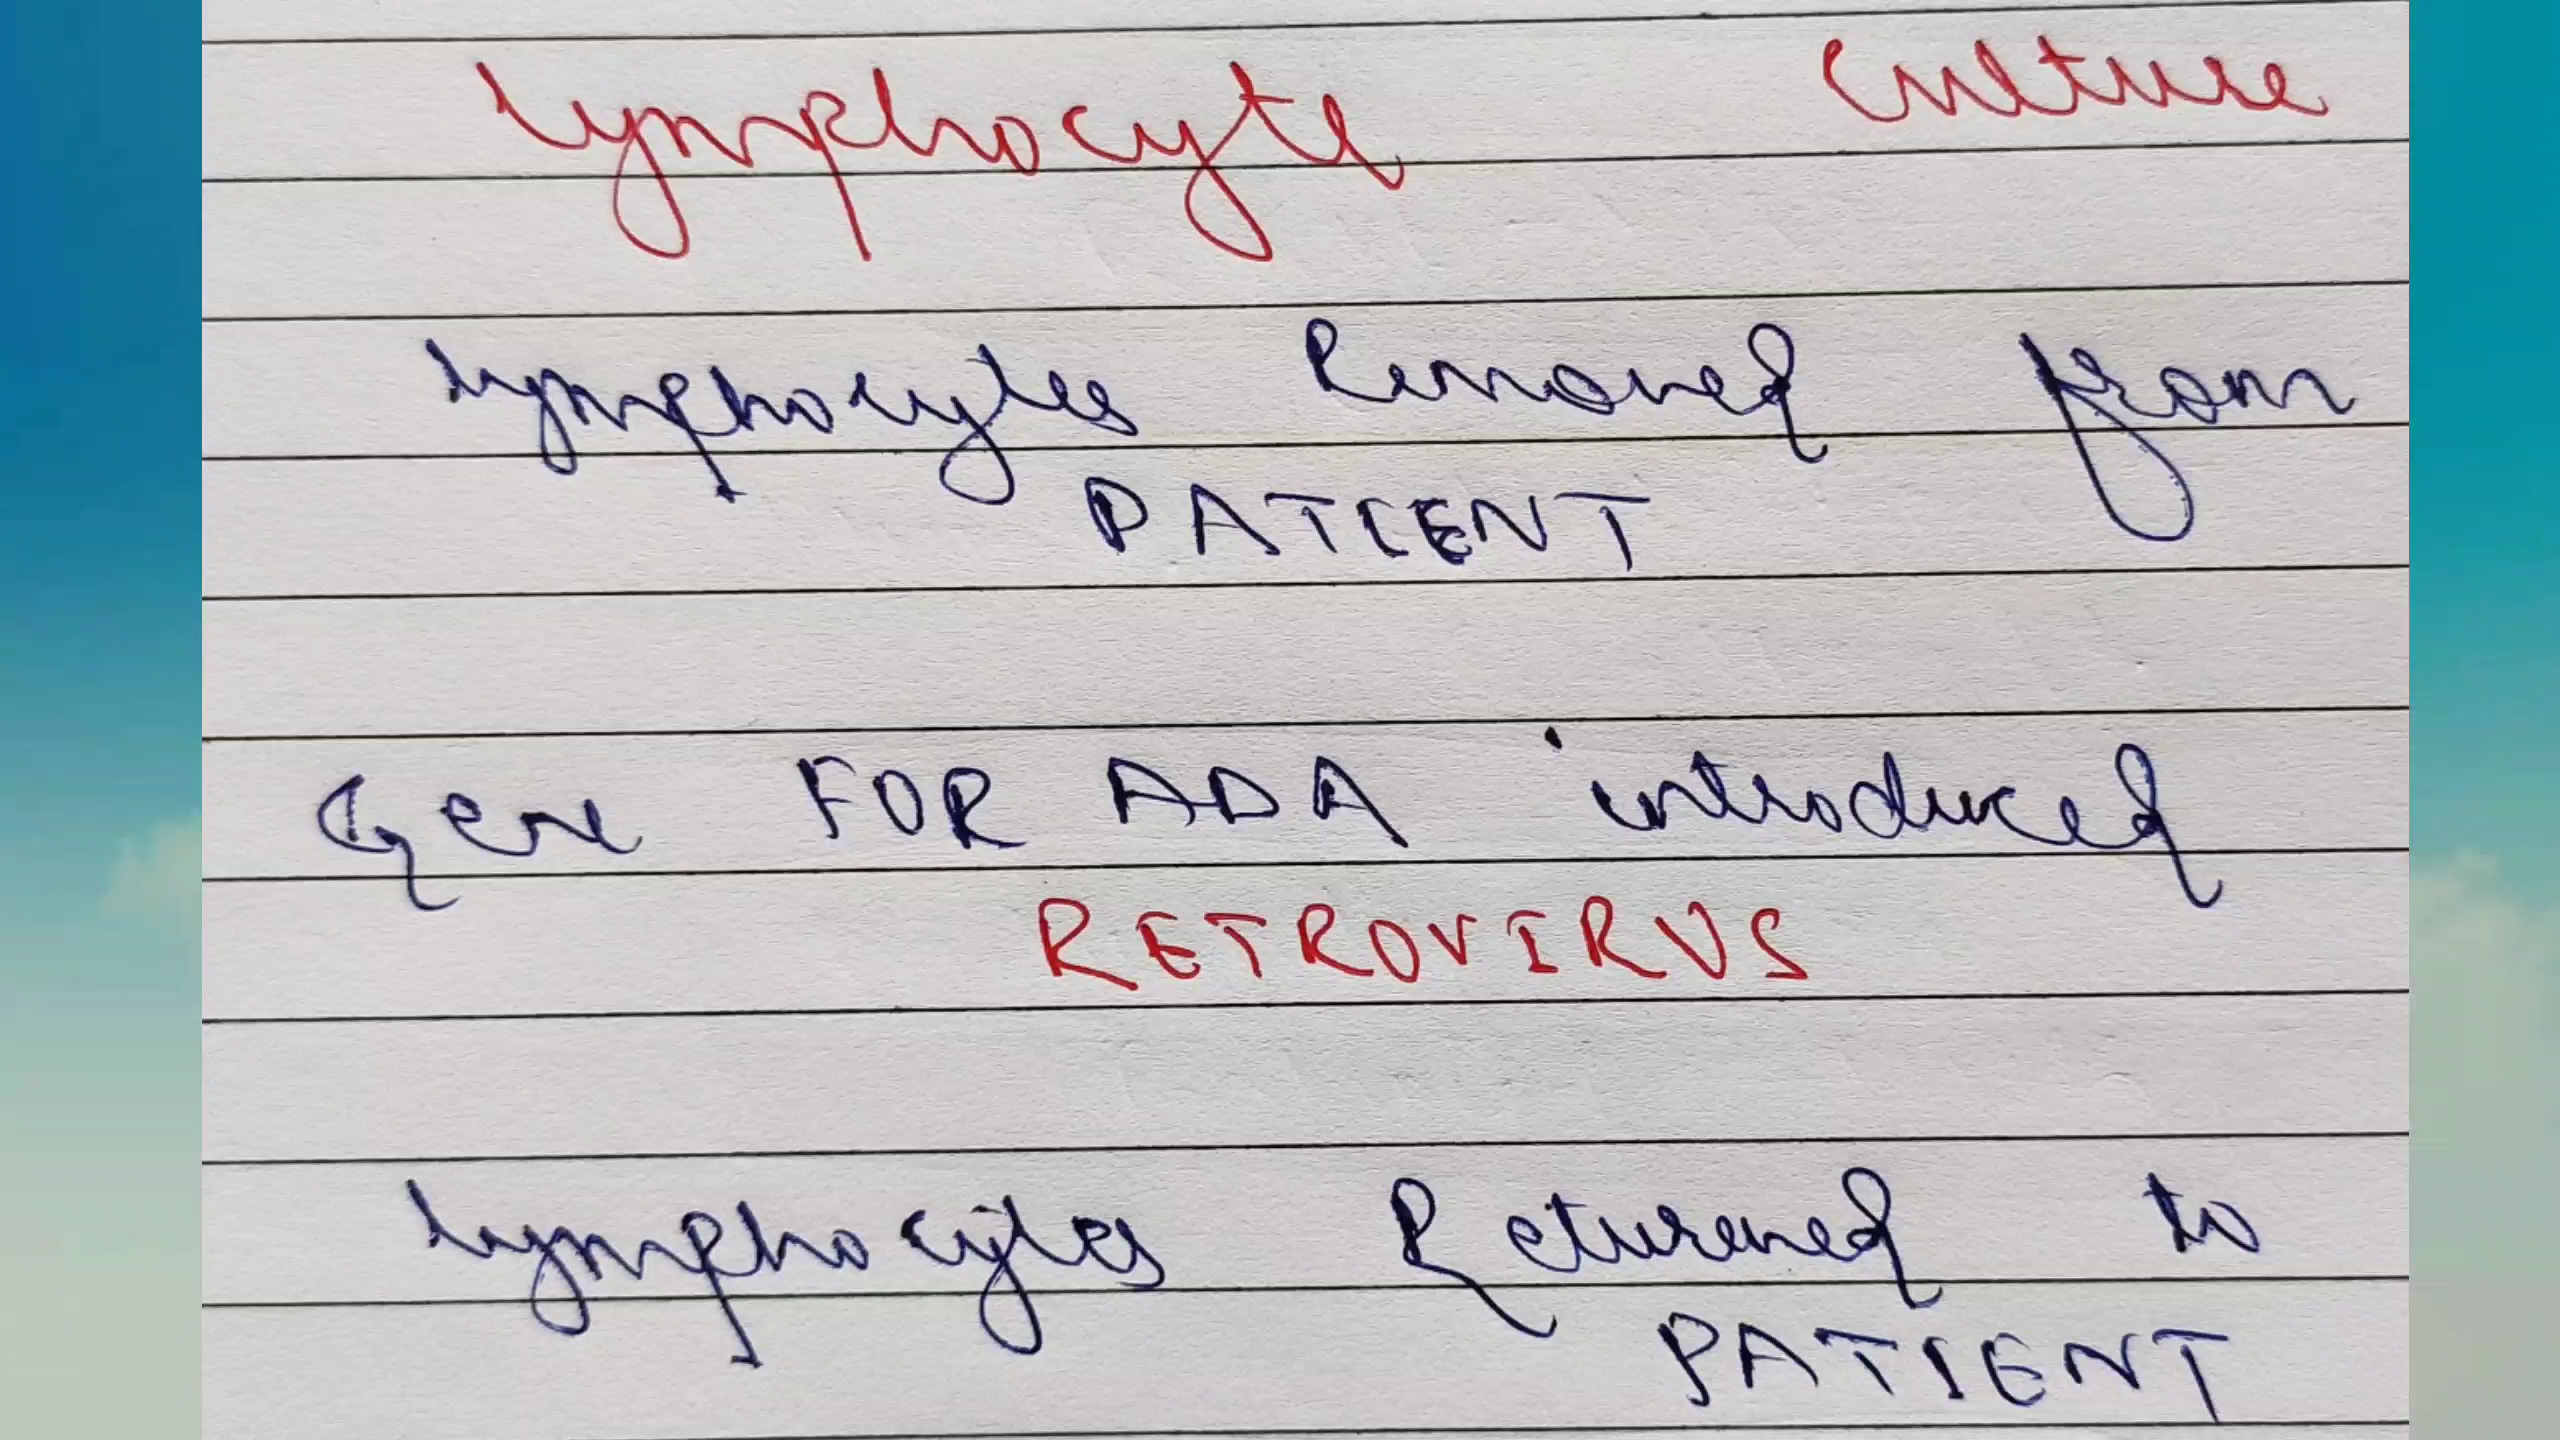 lymphocyte culture
lymphocytes Removed from
PATIENT
Gene FOR ADA introduced
RETROVIRUS
lymphocytes Returned to
PATIENT